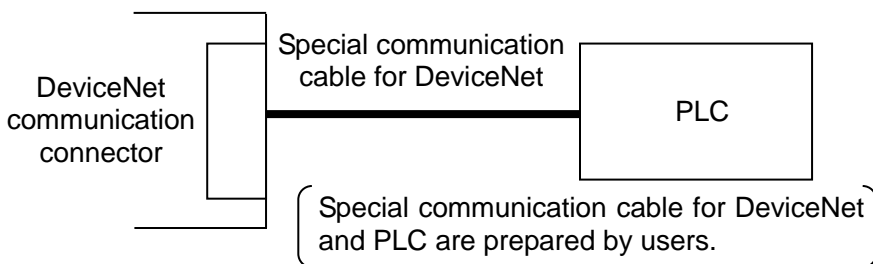 Special communication
cable for DeviceNet
DeviceNet
communication
connector
PLC
Special communication cable for DeviceNet
and PLC are prepared by users.